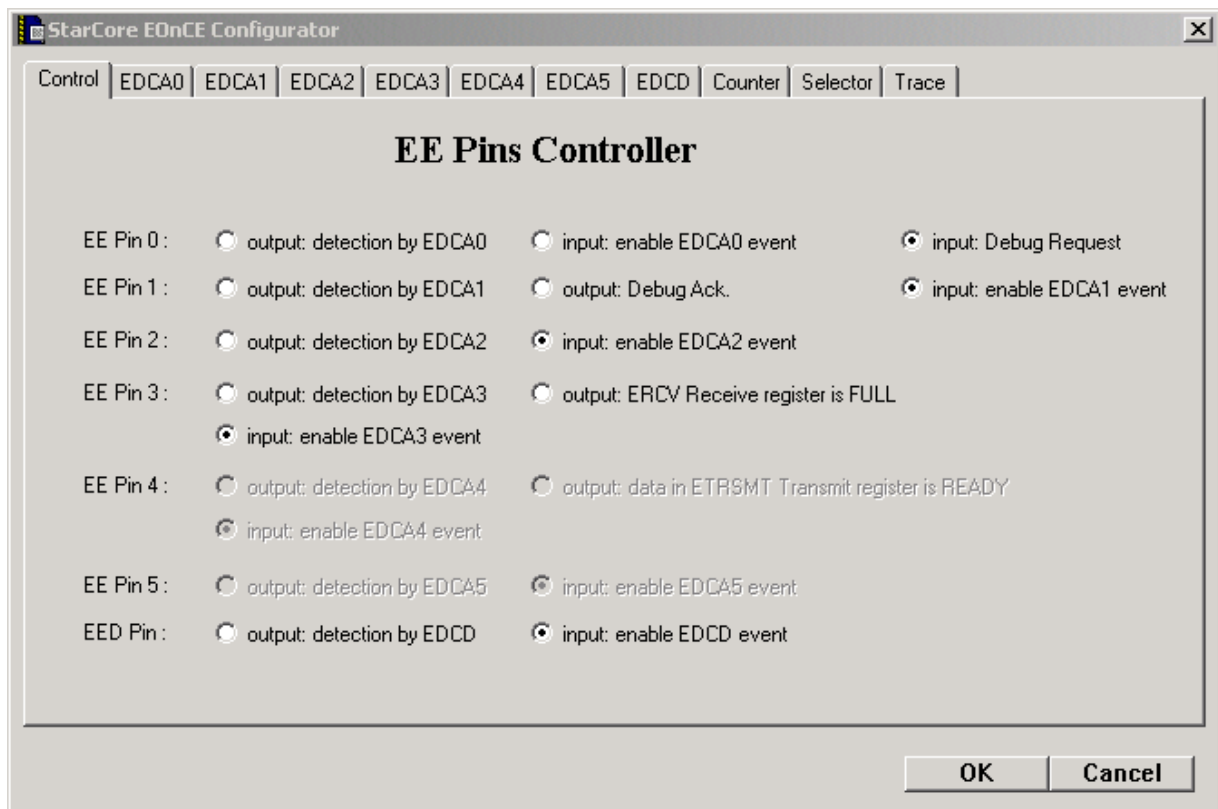 StarCore EOnCE Configurator
Control EDCA0 EDCA1 EDCA2 EDCA3 EDCA4 EDCA5 EDCD Counter Selector Trace
EE Pins Controller
EE Pin 0 : output: detection by EDCA0 input: enable EDCA0 event input: Debug Request
EE Pin 1 : output: detection by EDCA1 output: Debug Ack. input: enable EDCA1 event
EE Pin 2 : output: detection by EDCA2 input: enable EDCA2 event
EE Pin 3 : output: detection by EDCA3 output: ERCV Receive register is FULL
input: enable EDCA3 event
EE Pin 4 : output: detection by EDCA4 output: data in ETRSMT Transmit register is READY
input: enable EDCA4 event
EE Pin 5 : output: detection by EDCA5 input: enable EDCA5 event
EED Pin : output: detection by EDCD input: enable EDCD event
OK Cancel